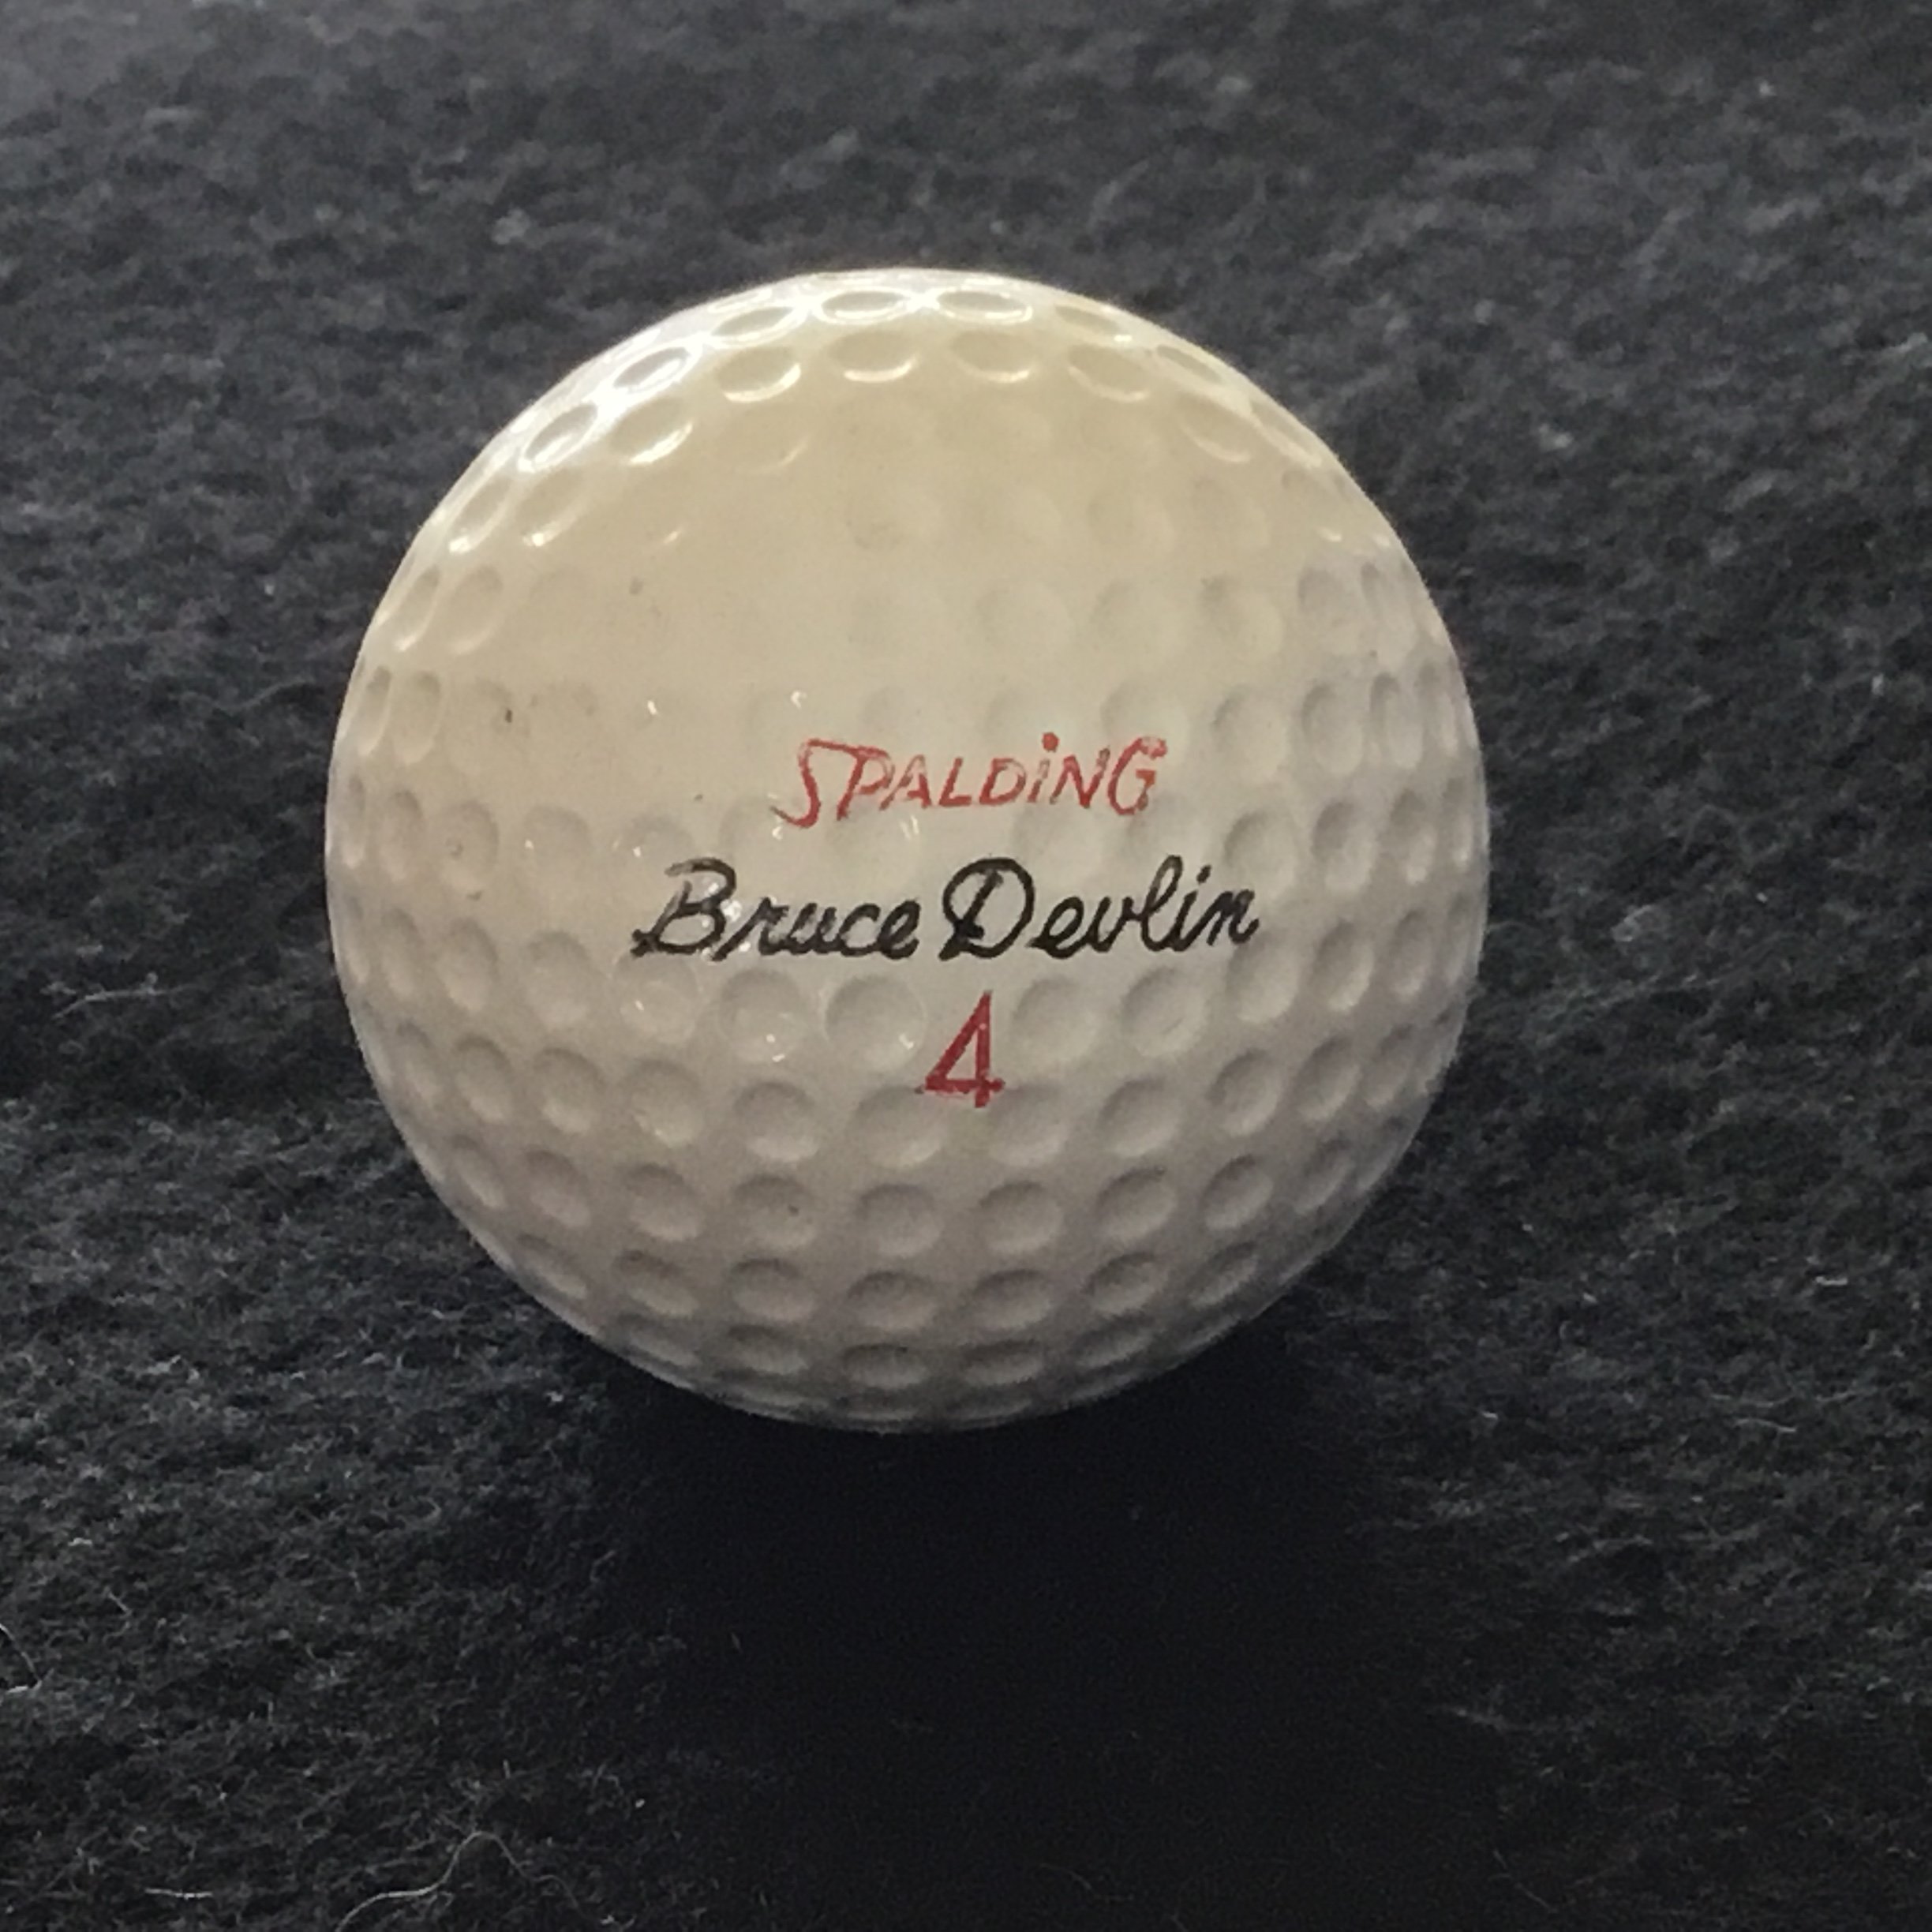 SPALDiNG
Bruce Devlin
4